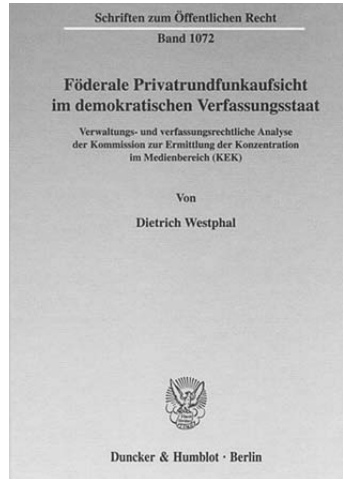 Schriften zum Öffentlichen Recht
Band 1072
Föderale Privatrundfunkaufsicht
im demokratischen Verfassungsstaat
Verwaltungs- und verfassungsrechtliche Analyse
der Kommission zur Ermittlung der Konzentration
im Medienbereich (KEK)
Von
Dietrich Westphal
Duncker & Humblot · Berlin